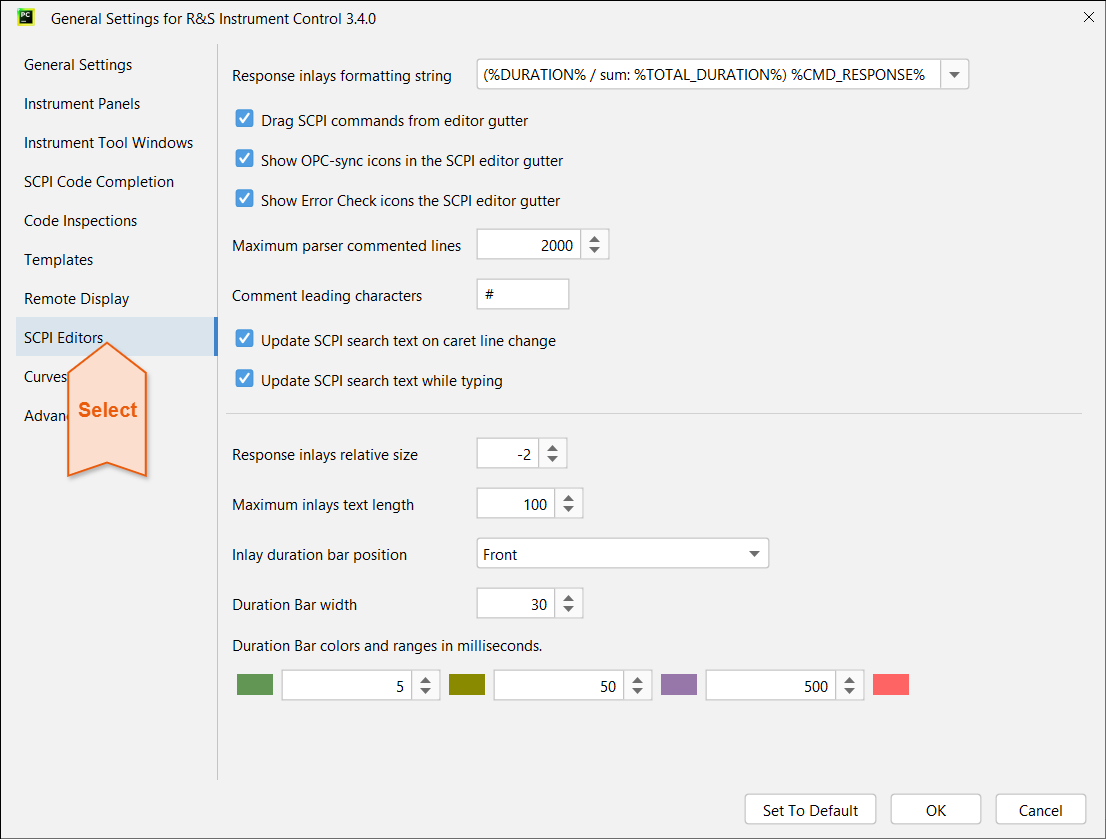 PC
General Settings for R&S Instrument Control 3.4.0
General Settings
Instrument Panels
Instrument Tool Windows
SCPI Code Completion
Code Inspections
Templates
Remote Display
SCPI Editors
Curves
Advan
Select
Response inlays formatting string (%DURATION% / sum: %TOTAL_DURATION%) %CMD_RESPONSE%
Drag SCPI commands from editor gutter
Show OPC-sync icons in the SCPI editor gutter
Show Error Check icons the SCPI editor gutter
Maximum parser commented lines 2000
Comment leading characters #
Update SCPI search text on caret line change
Update SCPI search text while typing
Response inlays relative size -2
Maximum inlays text length 100
Inlay duration bar position Front
Duration Bar width 30
Duration Bar colors and ranges in milliseconds.
5 50 500
Set To Default OK Cancel